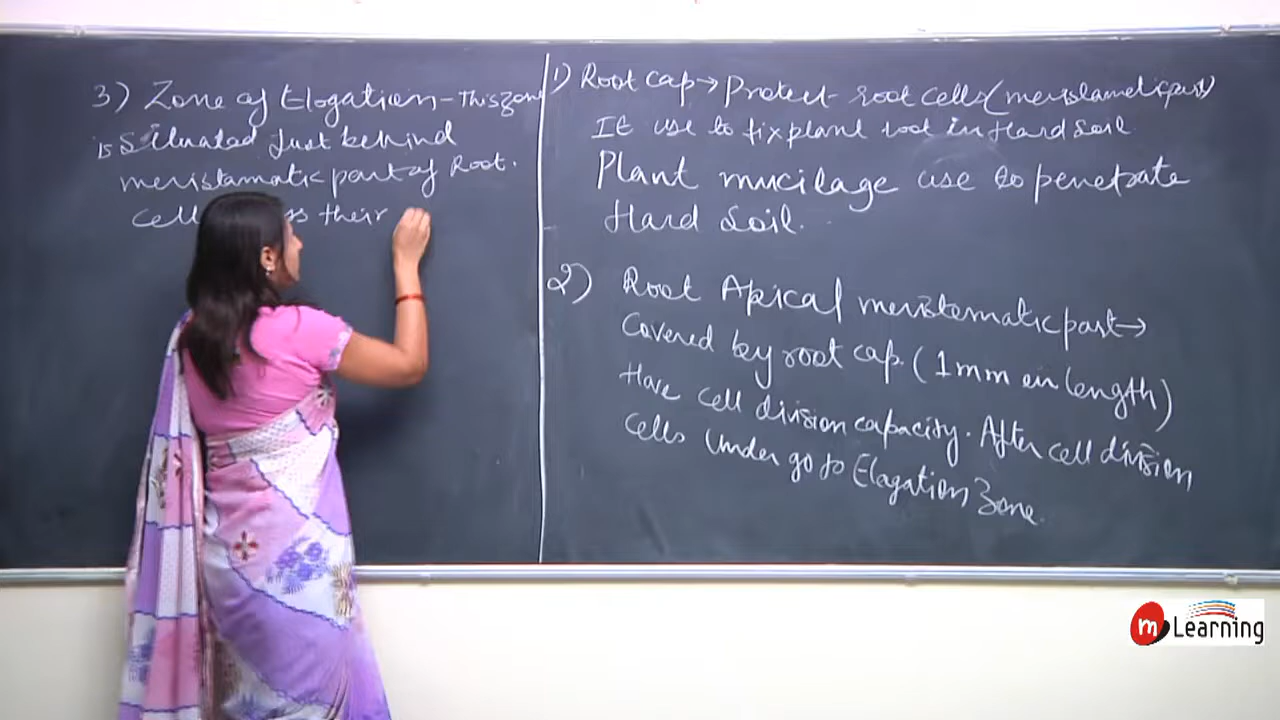 3) Zone of Elogation - This zone
is Situated Just behind
meristamatic part of Root.
cell their
1) Root cap → Protect root cells (meristametic part)
It use to fix plant root in Hard Soil
Plant mucilage use to penetrate
Hard Soil.
2) Root Apical meristematic part →
Covered by root cap. (1mm in length)
Have cell division capacity. After cell division
cells Under go to Elagation Zone.
m Learning